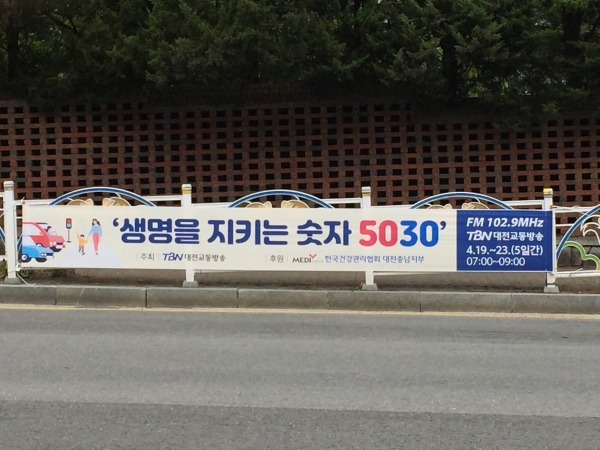 '생명을 지키는 숫자 5030'
주최 TBN 대전교통방송
후원 MEDI 한국건강관리협회 대전충남지부
FM 102.9MHz
TBN 대전교통방송
4.19.~23.(5일간)
07:00~09:00